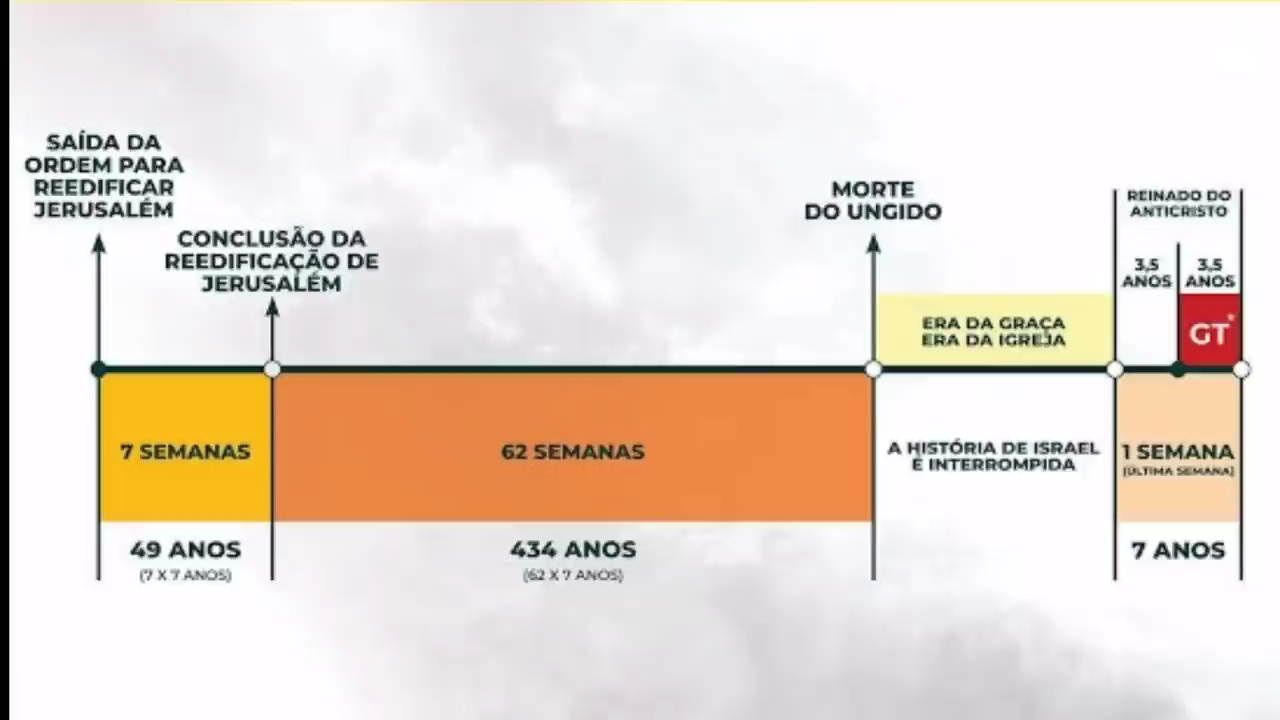 SAÍDA DA
ORDEM PARA
REEDIFICAR
JERUSALÉM
CONCLUSÃO DA
REEDIFICAÇÃO DE
JERUSALÉM
MORTE
DO UNGIDO
REINADO DO
ANTICRISTO
3,5
ANOS
3,5
ANOS
ERA DA GRAÇA
ERA DA IGREJA
GT*
7 SEMANAS
62 SEMANAS
A HISTÓRIA DE ISRAEL
É INTERROMPIDA
1 SEMANA
(ÚLTIMA SEMANA)
49 ANOS
(7 X 7 ANOS)
434 ANOS
(62 X 7 ANOS)
7 ANOS